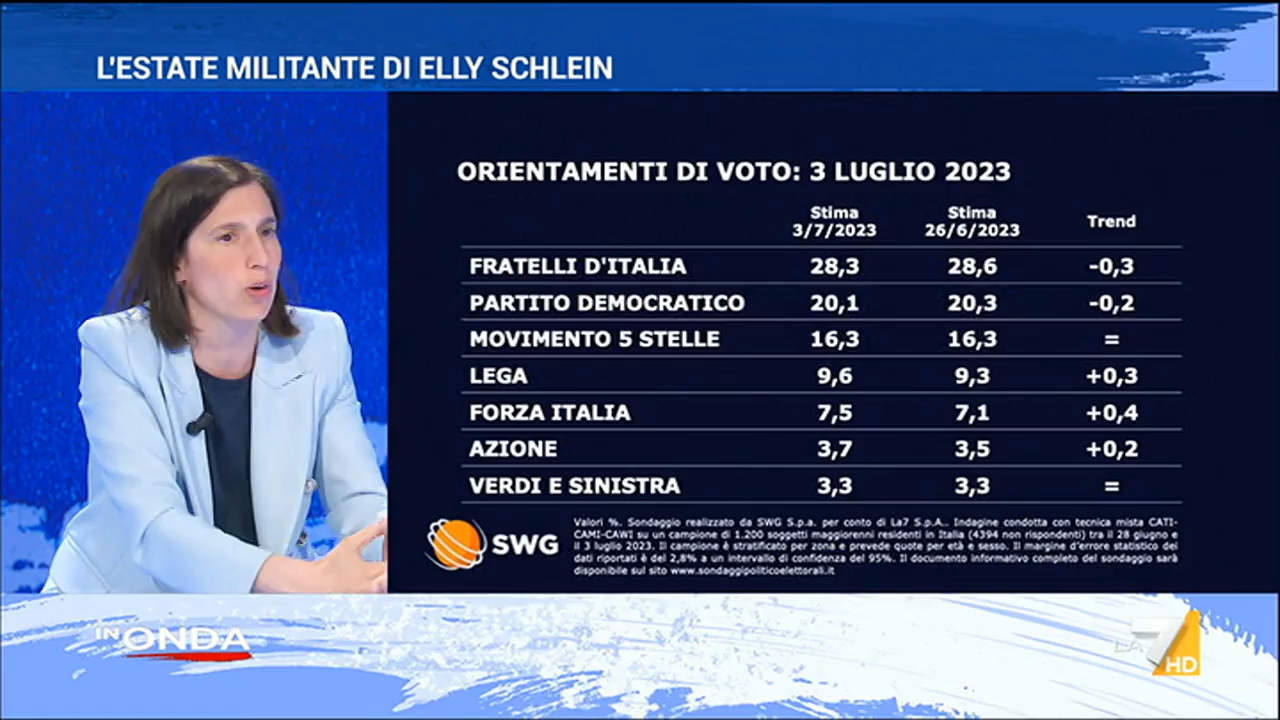 L'ESTATE MILITANTE DI ELLY SCHLEIN
ORIENTAMENTI DI VOTO: 3 LUGLIO 2023
Stima 3/7/2023 Stima 26/6/2023 Trend
FRATELLI D'ITALIA 28,3 28,6 -0,3
PARTITO DEMOCRATICO 20,1 20,3 -0,2
MOVIMENTO 5 STELLE 16,3 16,3 =
LEGA 9,6 9,3 +0,3
FORZA ITALIA 7,5 7,1 +0,4
AZIONE 3,7 3,5 +0,2
VERDI E SINISTRA 3,3 3,3 =
SWG
Valori %. Sondaggio realizzato da SWG S.p.a. per conto di La7 S.p.A.. Indagine condotta con tecnica mista CATI-
CAMI-CAWI su un campione di 1.200 soggetti maggiorenni residenti in Italia (4394 non rispondenti) tra il 28 giugno e
il 3 luglio 2023. Il campione è stratificato per zona e prevede quote per età e sesso. Il margine d'errore statistico dei
dati riportati è del 2,8% a un intervallo di confidenza del 95%. Il documento informativo completo del sondaggio sarà
disponibile sul sito www.sondaggipoliticoelettorali.it
IN ONDA
LA 7 HD